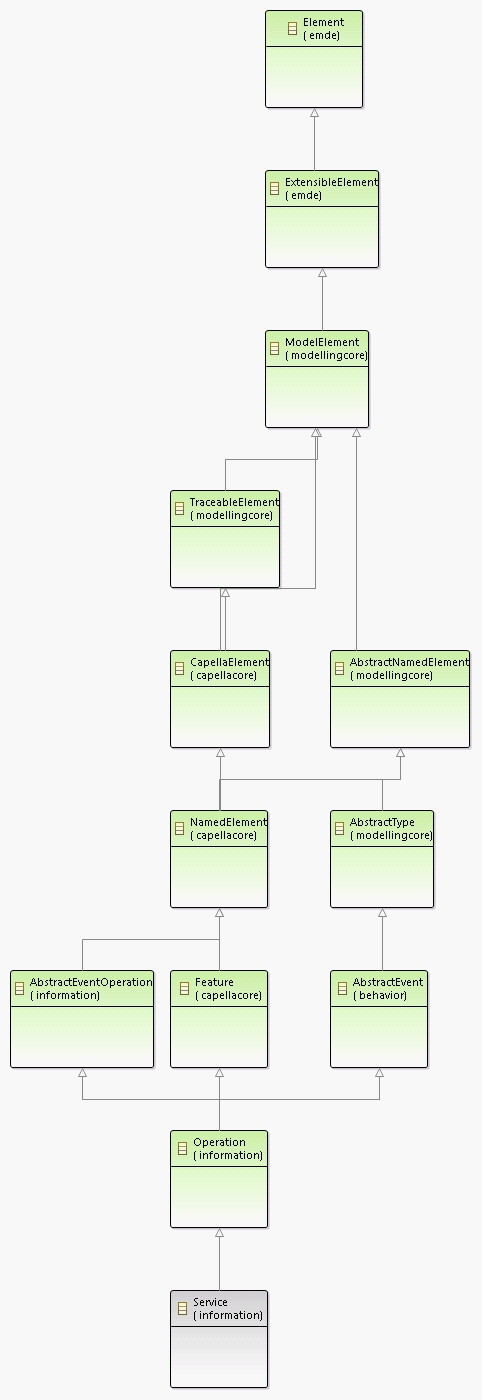 Element
( emde)
ExtensibleElement
( emde)
ModelElement
( modellingcore)
TraceableElement
( modellingcore)
CapellaElement
( capellacore)
AbstractNamedElement
( modellingcore)
NamedElement
( capellacore)
AbstractType
( modellingcore)
AbstractEventOperation
( information)
Feature
( capellacore)
AbstractEvent
( behavior)
Operation
( information)
Service
( information)